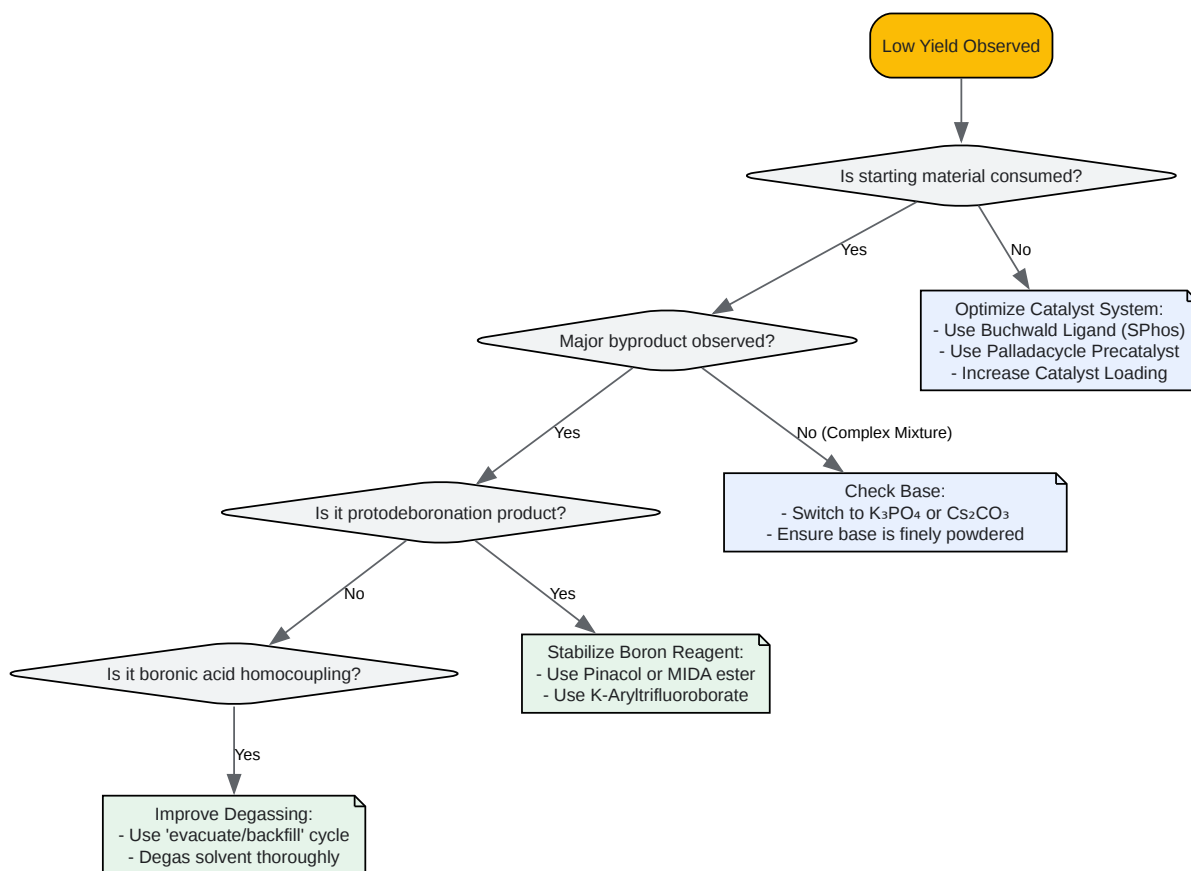 Low Yield Observed
Is starting material consumed?
Yes
No
Optimize Catalyst System:
- Use Buchwald Ligand (SPhos)
- Use Palladacycle Precatalyst
- Increase Catalyst Loading
Major byproduct observed?
Yes
No (Complex Mixture)
Check Base:
- Switch to K₃PO₄ or Cs₂CO₃
- Ensure base is finely powdered
Is it protodeboronation product?
No
Yes
Stabilize Boron Reagent:
- Use Pinacol or MIDA ester
- Use K-Aryltrifluoroborate
Is it boronic acid homocoupling?
Yes
Improve Degassing:
- Use 'evacuate/backfill' cycle
- Degas solvent thoroughly